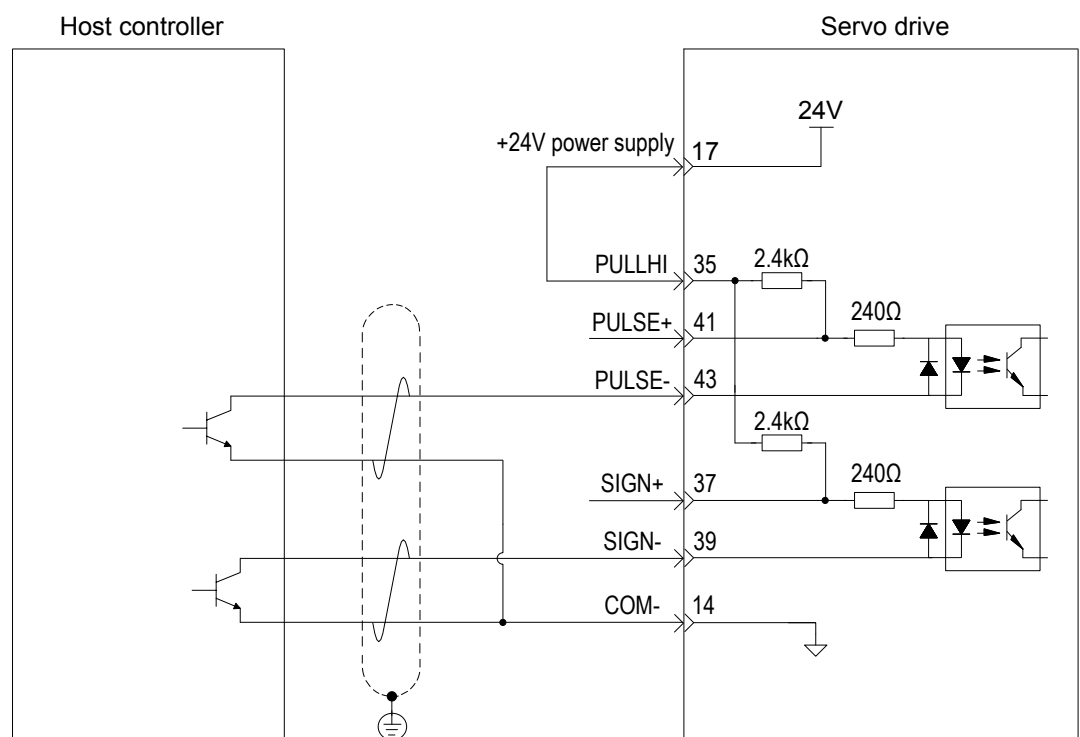 Host controller
Servo drive
24V
+24V power supply
17
PULLHI
35
2.4kΩ
PULSE+
41
240Ω
PULSE-
43
2.4kΩ
SIGN+
37
240Ω
SIGN-
39
COM-
14